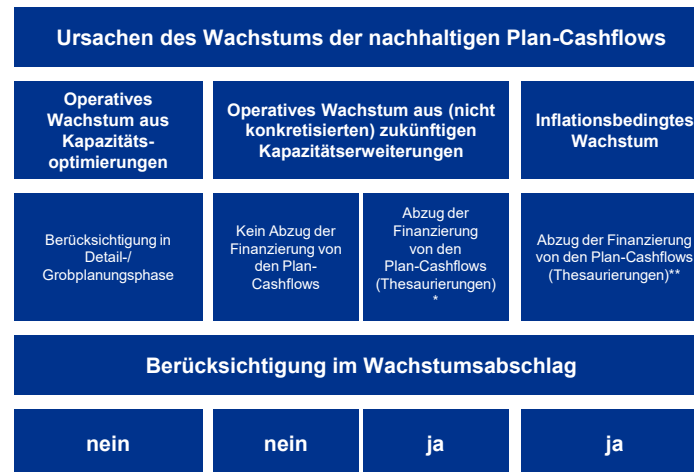 Ursachen des Wachstums der nachhaltigen Plan-Cashflows
Operatives
Wachstum aus
Kapazitäts-
optimierungen
Operatives Wachstum aus (nicht
konkretisierten) zukünftigen
Kapazitätserweiterungen
Inflationsbedingtes
Wachstum
Berücksichtigung in
Detail-/
Grobplanungsphase
Kein Abzug der
Finanzierung von
den Plan-
Cashflows
Abzug der
Finanzierung
von den
Plan-Cashflows
(Thesaurierungen)
*
Abzug der Finanzierung
von den Plan-Cashflows
(Thesaurierungen)**
Berücksichtigung im Wachstumsabschlag
nein
nein
ja
ja